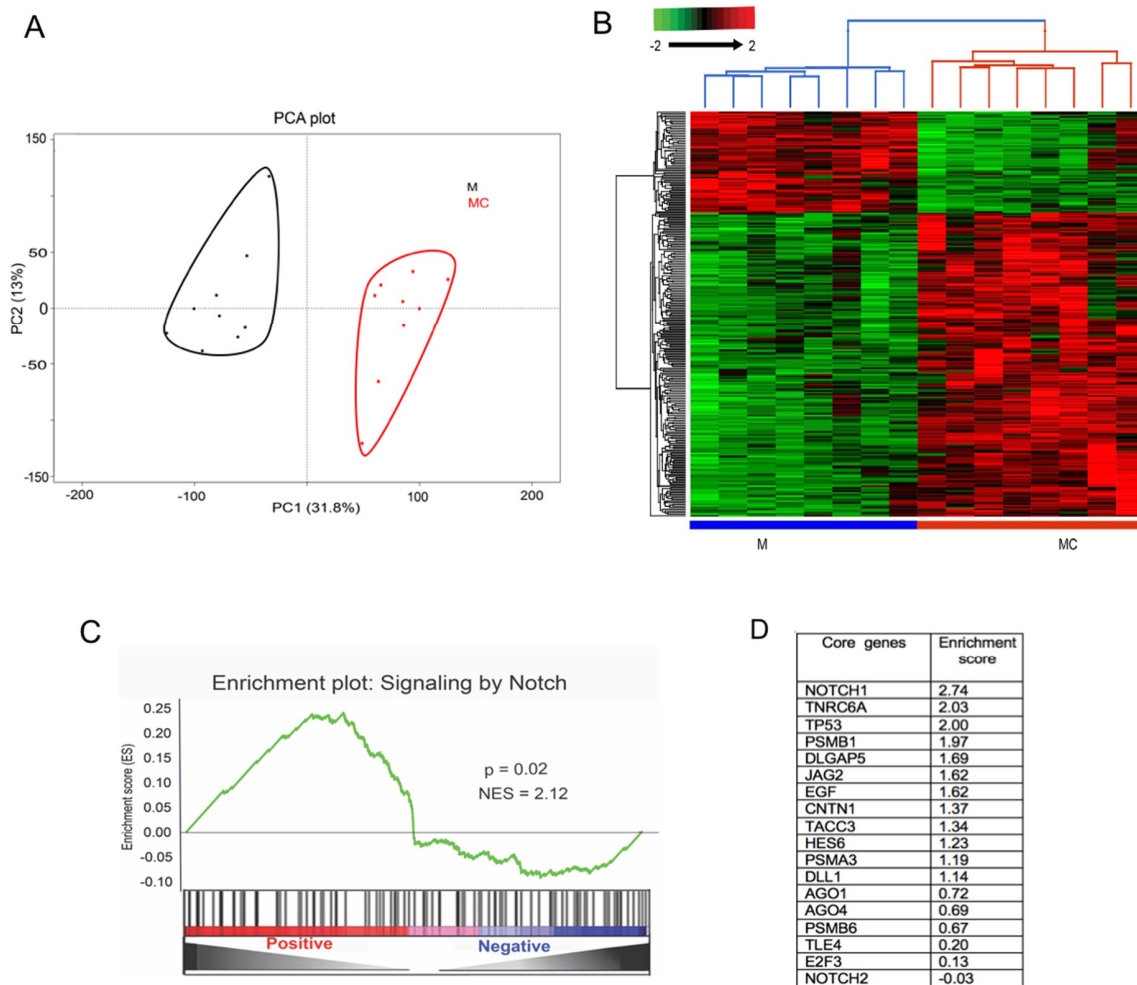 A
PCA plot
150
50
0
-50
-150
PC2 (13%)
M
MC
-200
-100
0
100
200
PC1 (31.8%)
B
-2
2
M
MC
C
Enrichment plot: Signaling by Notch
Enrichment score (ES)
0.25
0.20
0.15
0.10
0.05
0.00
-0.05
-0.10
p = 0.02
NES = 2.12
Positive
Negative
D
Core genes Enrichment
score
NOTCH1 2.74
TNRC6A 2.03
TP53 2.00
PSMB1 1.97
DLGAP5 1.69
JAG2 1.62
EGF 1.62
CNTN1 1.37
TACC3 1.34
HES6 1.23
PSMA3 1.19
DLL1 1.14
AGO1 0.72
AGO4 0.69
PSMB6 0.67
TLE4 0.20
E2F3 0.13
NOTCH2 -0.03